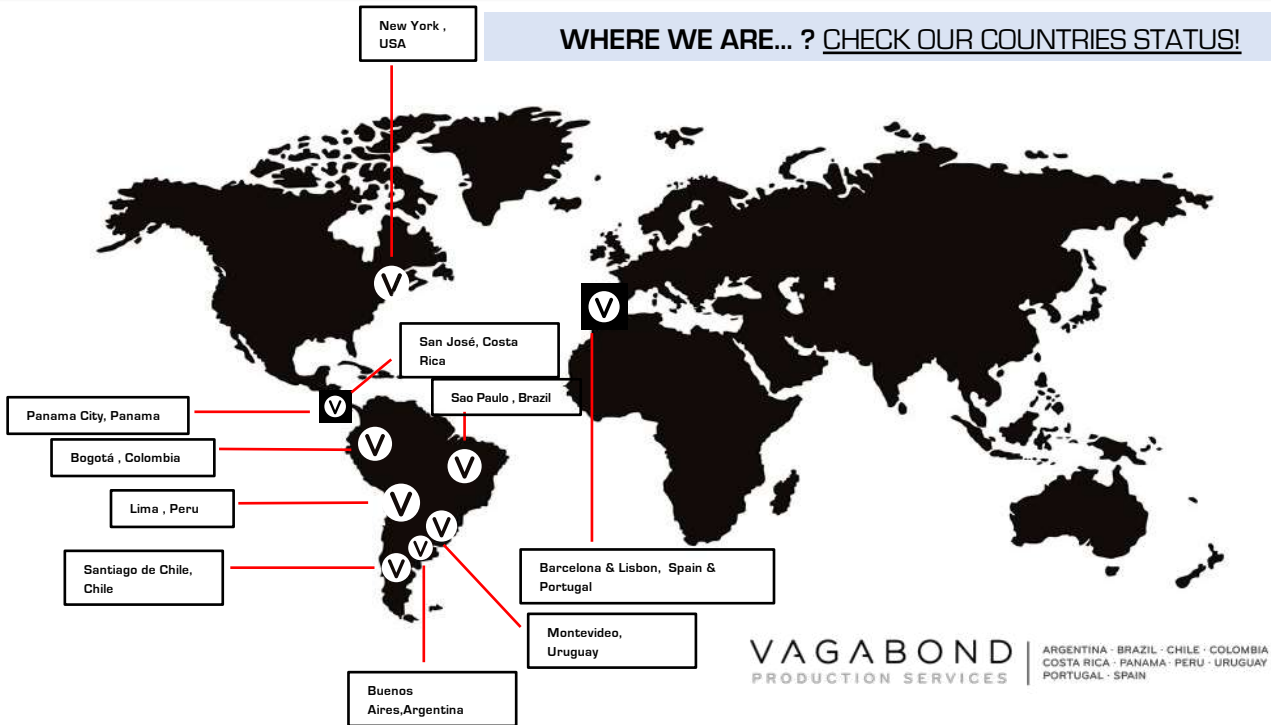 New York ,
USA
WHERE WE ARE... ? CHECK OUR COUNTRIES STATUS!
V
V
San José, Costa
Rica
Sao Paulo , Brazil
V
Panama City, Panama
Bogotá , Colombia
V
V
Lima , Peru
V
V
V
Santiago de Chile,
Chile
V
Barcelona & Lisbon, Spain &
Portugal
Montevideo,
Uruguay
Buenos
Aires,Argentina
VAGABOND
PRODUCTION SERVICES
ARGENTINA · BRAZIL · CHILE · COLOMBIA
COSTA RICA · PANAMA · PERU · URUGUAY
PORTUGAL · SPAIN